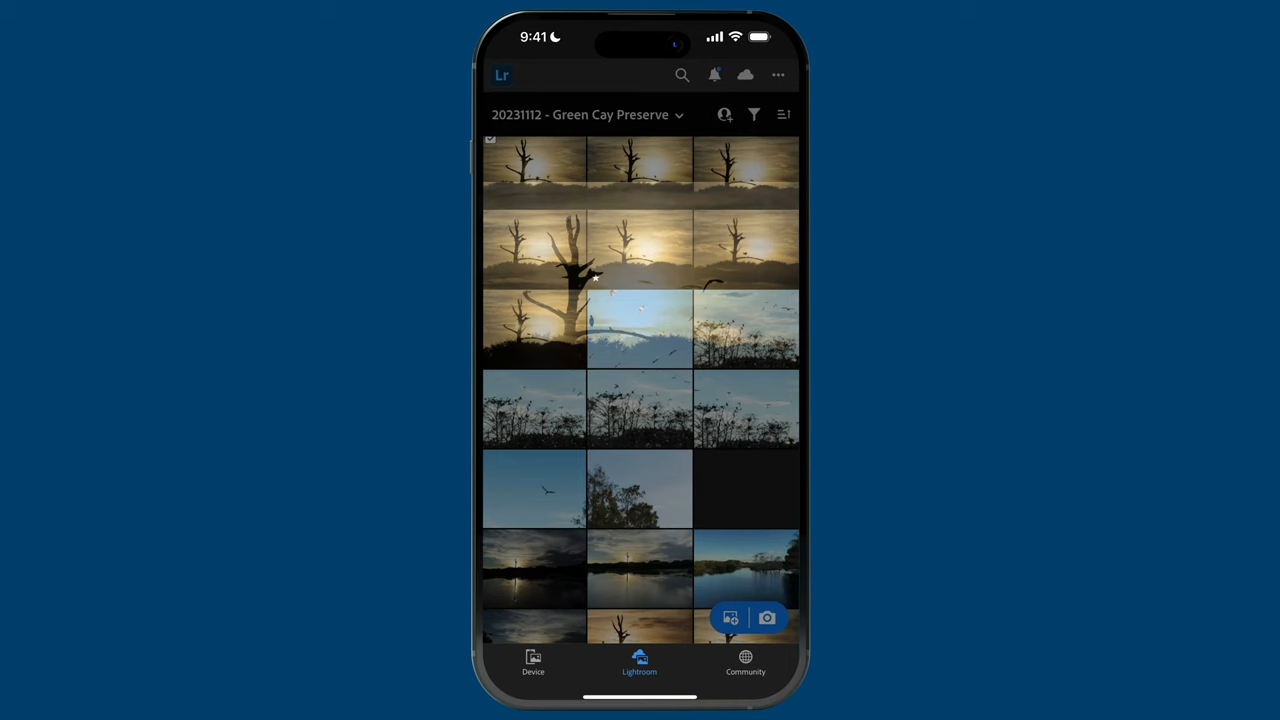 9:41
Lr
20231112 - Green Cay Preserve
Device
Lightroom
Community